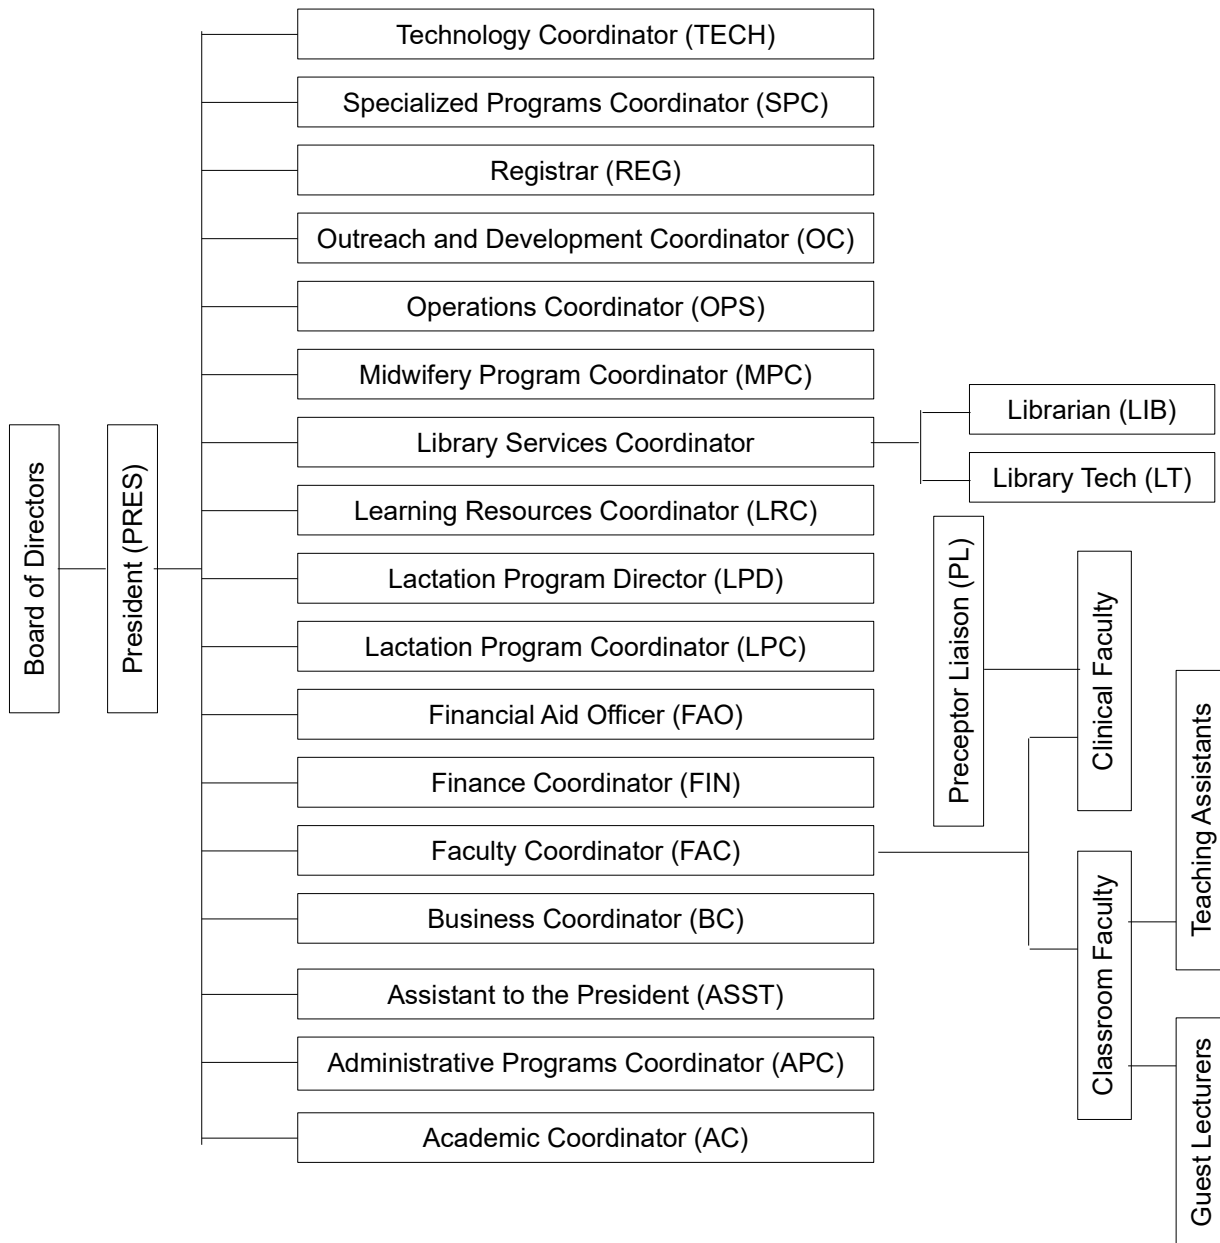 Technology Coordinator (TECH)
Specialized Programs Coordinator (SPC)
Registrar (REG)
Outreach and Development Coordinator (OC)
Operations Coordinator (OPS)
Midwifery Program Coordinator (MPC)
Library Services Coordinator
Learning Resources Coordinator (LRC)
Lactation Program Director (LPD)
Lactation Program Coordinator (LPC)
Financial Aid Officer (FAO)
Finance Coordinator (FIN)
Faculty Coordinator (FAC)
Business Coordinator (BC)
Assistant to the President (ASST)
Administrative Programs Coordinator (APC)
Academic Coordinator (AC)
Board of Directors
President (PRES)
Librarian (LIB)
Library Tech (LT)
Preceptor Liaison (PL)
Clinical Faculty
Classroom Faculty
Teaching Assistants
Guest Lecturers